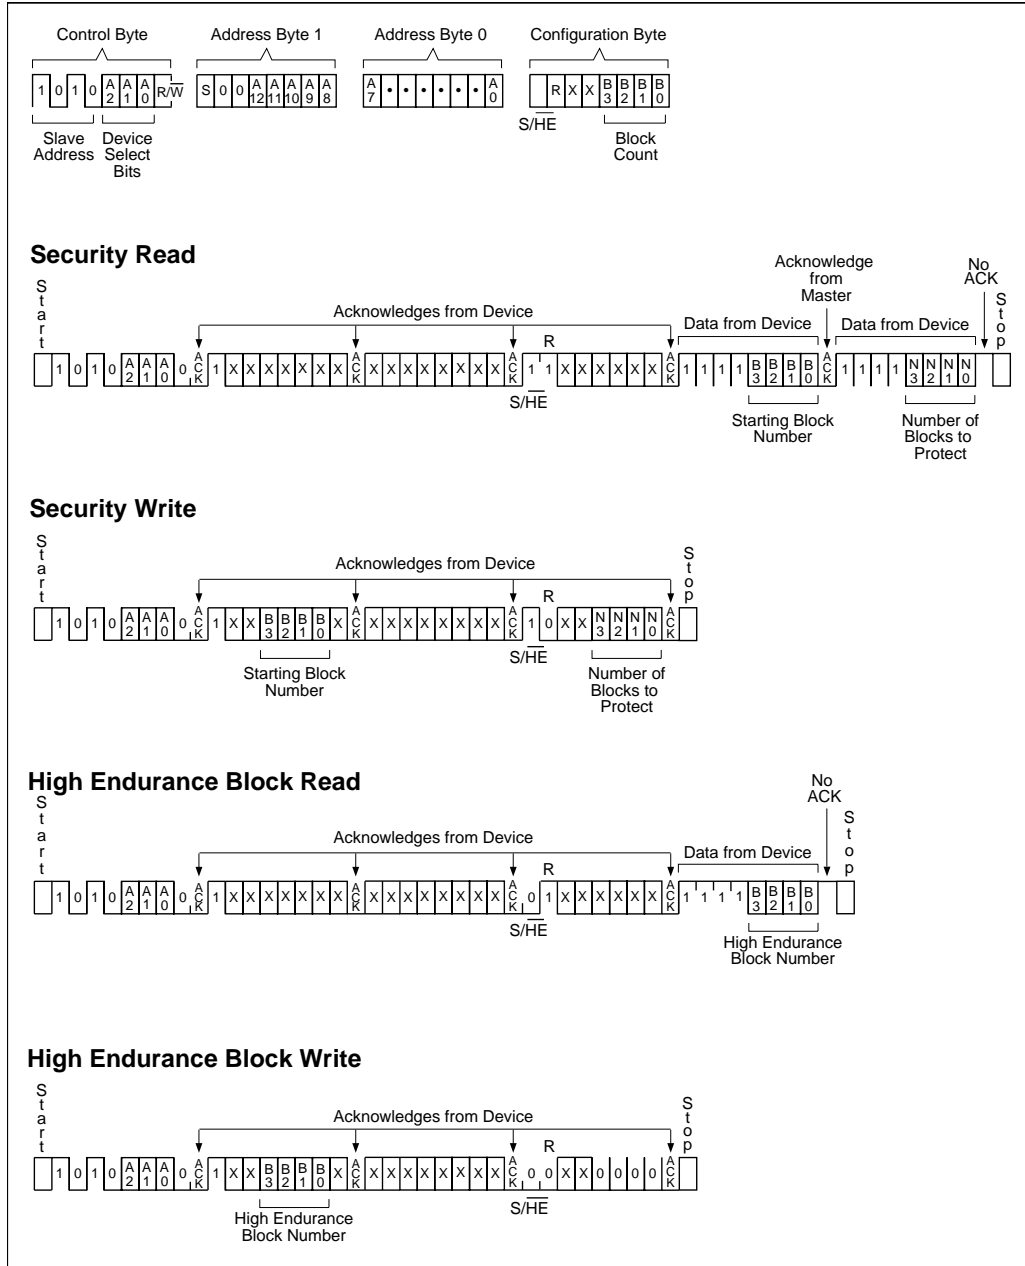 Control Byte Address Byte 1 Address Byte 0 Configuration Byte
1 0 1 0 A2 A1 A0 R/W S 0 0 A12 A11 A10 A9 A8 A7 • • • • • • A0 R X X B3 B2 B1 B0
S/HE
Slave Address Device Select Bits Block Count
Security Read
Start Acknowledges from Device Acknowledge from Master No ACK Stop
R Data from Device Data from Device
1 0 1 0 A2 A1 A0 0 ACK 1 X X X X X X X ACK X X X X X X X X ACK 1 1 X X X X X X ACK 1 1 1 1 B3 B2 B1 B0 ACK 1 1 1 1 N3 N2 N1 N0
S/HE
Starting Block Number Number of Blocks to Protect
Security Write
Start Acknowledges from Device Stop
R
1 0 1 0 A2 A1 A0 0 ACK 1 X X B3 B2 B1 B0 X ACK X X X X X X X X ACK 1 0 X X N3 N2 N1 N0 ACK
S/HE
Starting Block Number Number of Blocks to Protect
High Endurance Block Read
Start Acknowledges from Device No ACK Stop
R Data from Device
1 0 1 0 A2 A1 A0 0 ACK 1 X X X X X X X ACK X X X X X X X X ACK 0 1 X X X X X X ACK 1 1 1 1 B3 B2 B1 B0
S/HE
High Endurance Block Number
High Endurance Block Write
Start Acknowledges from Device Stop
R
1 0 1 0 A2 A1 A0 0 ACK 1 X X B3 B2 B1 B0 X ACK X X X X X X X X ACK 0 0 X X 0 0 0 0 ACK
S/HE
High Endurance Block Number